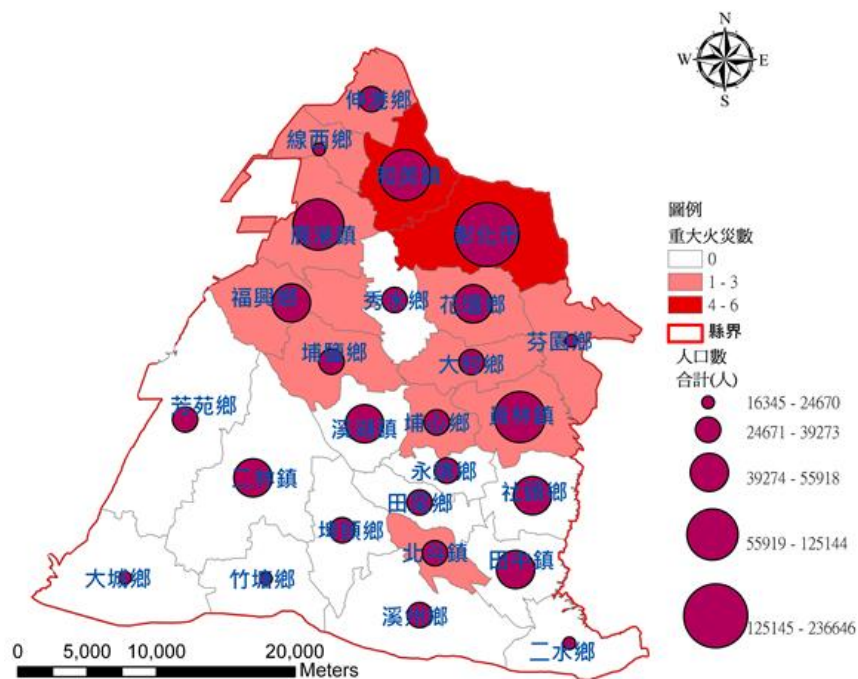 N
W E
S
伸港鄉
線西鄉
和美鎮
鹿港鎮
彰化市
福興鄉
秀水鄉
花壇鄉
芬園鄉
埔鹽鄉
大村鄉
芳苑鄉
溪湖鎮
埔心鄉
員林鎮
永靖鄉
二林鎮
田尾鄉
社頭鄉
埤頭鄉
北斗鎮
田中鎮
大城鄉
竹塘鄉
溪州鄉
二水鄉
圖例
重大火災數
0
1 - 3
4 - 6
縣界
人口數
合計(人)
16345 - 24670
24671 - 39273
39274 - 55918
55919 - 125144
125145 - 236646
0 5,000 10,000 20,000
Meters